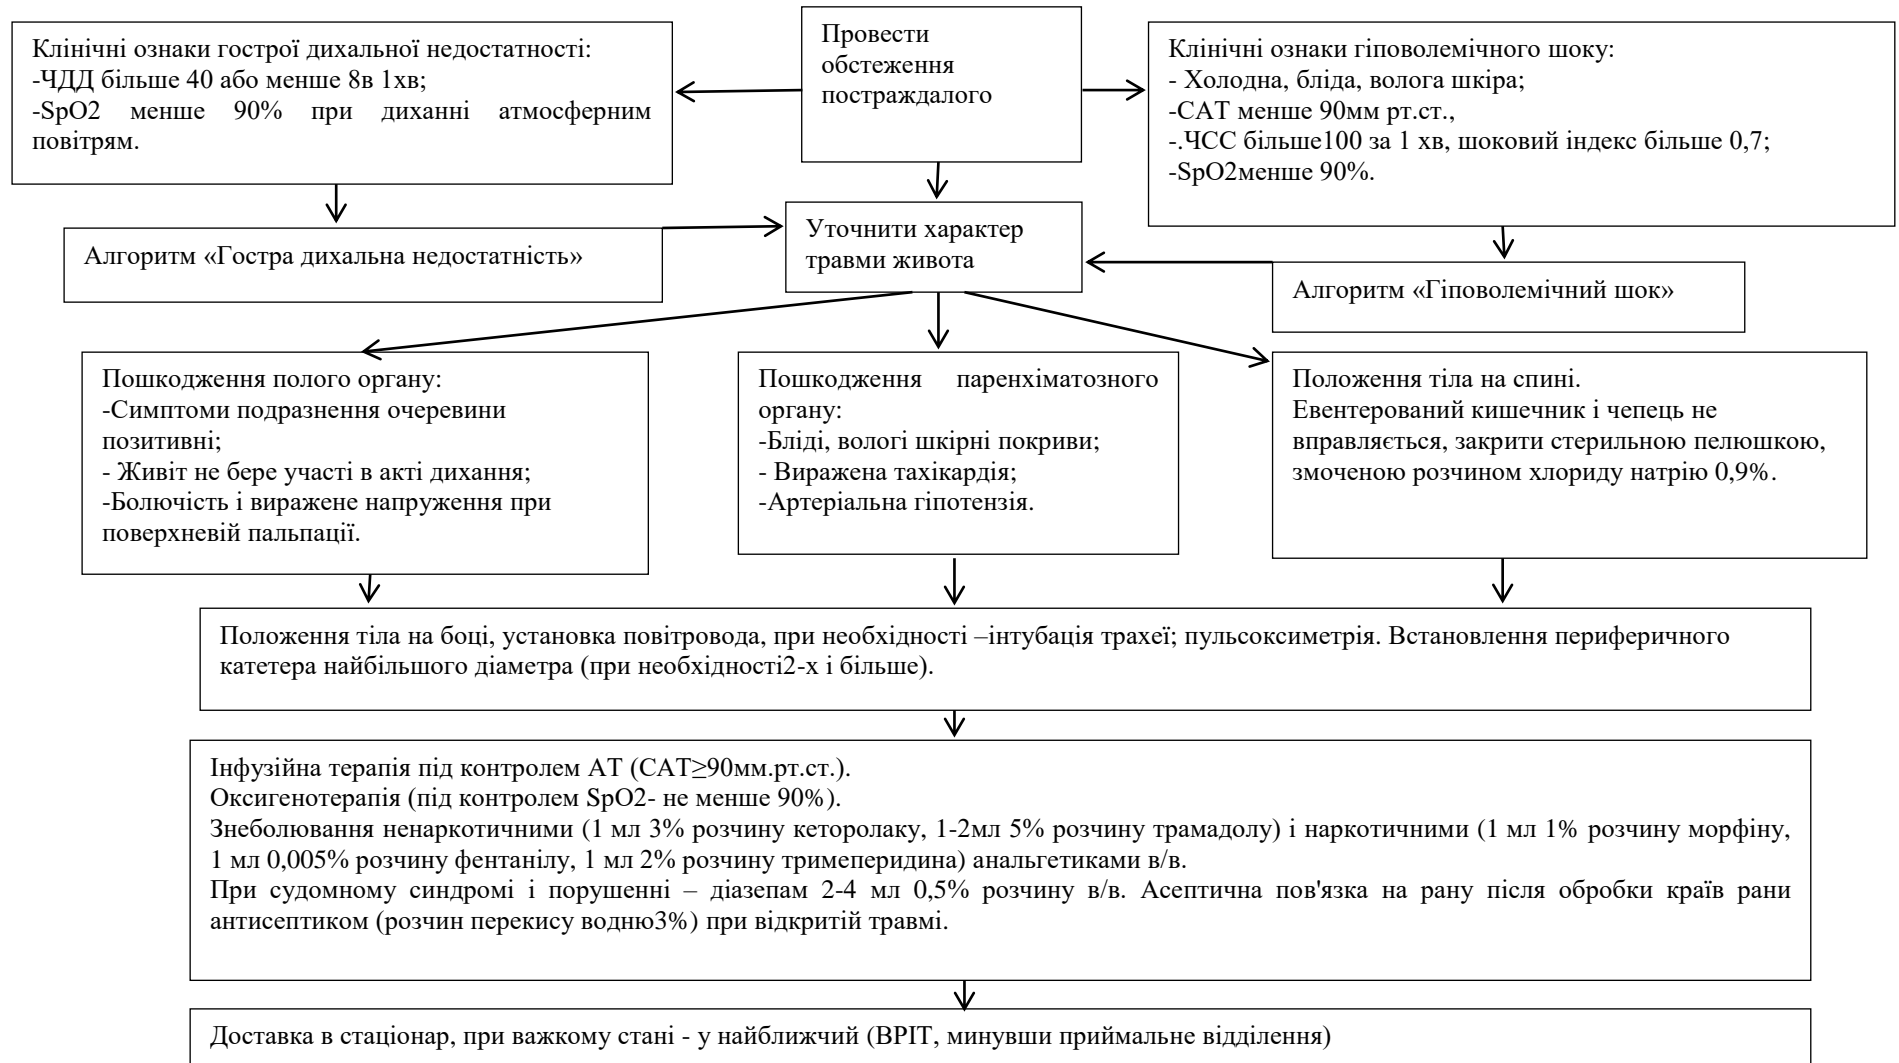 Клінічні ознаки гострої дихальної недостатності:
-ЧДД більше 40 або менше 8в 1хв;
-SpO2 менше 90% при диханні атмосферним
повітрям.
Провести
обстеження
постраждалого
Клінічні ознаки гіповолемічного шоку:
- Холодна, бліда, волога шкіра;
-САТ менше 90мм рт.ст.,
-.ЧСС більше100 за 1 хв, шоковий індекс більше 0,7;
-SpO2менше 90%.
Алгоритм «Гостра дихальна недостатність»
Уточнити характер
травми живота
Алгоритм «Гіповолемічний шок»
Пошкодження полого органу:
-Симптоми подразнення очеревини
позитивні;
- Живіт не бере участі в акті дихання;
-Болючість і виражене напруження при
поверхневій пальпації.
Пошкодження паренхіматозного
органу:
-Бліді, вологі шкірні покриви;
- Виражена тахікардія;
-Артеріальна гіпотензія.
Положення тіла на спині.
Евентерований кишечник і чепець не
вправляється, закрити стерильною пелюшкою,
змоченою розчином хлориду натрію 0,9%.
Положення тіла на боці, установка повітровода, при необхідності –інтубація трахеї; пульсоксиметрія. Встановлення периферичного
катетера найбільшого діаметра (при необхідності2-х і більше).
Інфузійна терапія під контролем АТ (САТ≥90мм.рт.ст.).
Оксигенотерапія (під контролем SpO2- не менше 90%).
Знеболювання ненаркотичними (1 мл 3% розчину кеторолаку, 1-2мл 5% розчину трамадолу) і наркотичними (1 мл 1% розчину морфіну,
1 мл 0,005% розчину фентанілу, 1 мл 2% розчину тримеперидина) анальгетиками в/в.
При судомному синдромі і порушенні – діазепам 2-4 мл 0,5% розчину в/в. Асептична пов'язка на рану після обробки країв рани
антисептиком (розчин перекису водню3%) при відкритій травмі.
Доставка в стаціонар, при важкому стані - у найближчий (ВРІТ, минувши приймальне відділення)